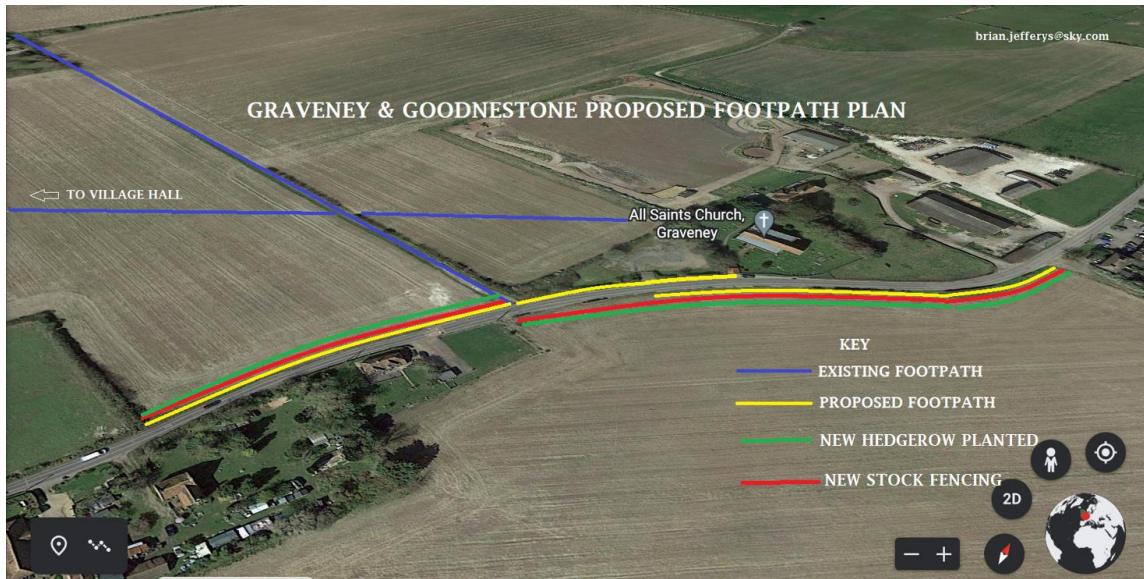 brian.jefferys@sky.com
GRAVENEY & GOODNESTONE PROPOSED FOOTPATH PLAN
TO VILLAGE HALL
All Saints Church,
Graveney
KEY
EXISTING FOOTPATH
PROPOSED FOOTPATH
NEW HEDGEROW PLANTED
NEW STOCK FENCING
2D